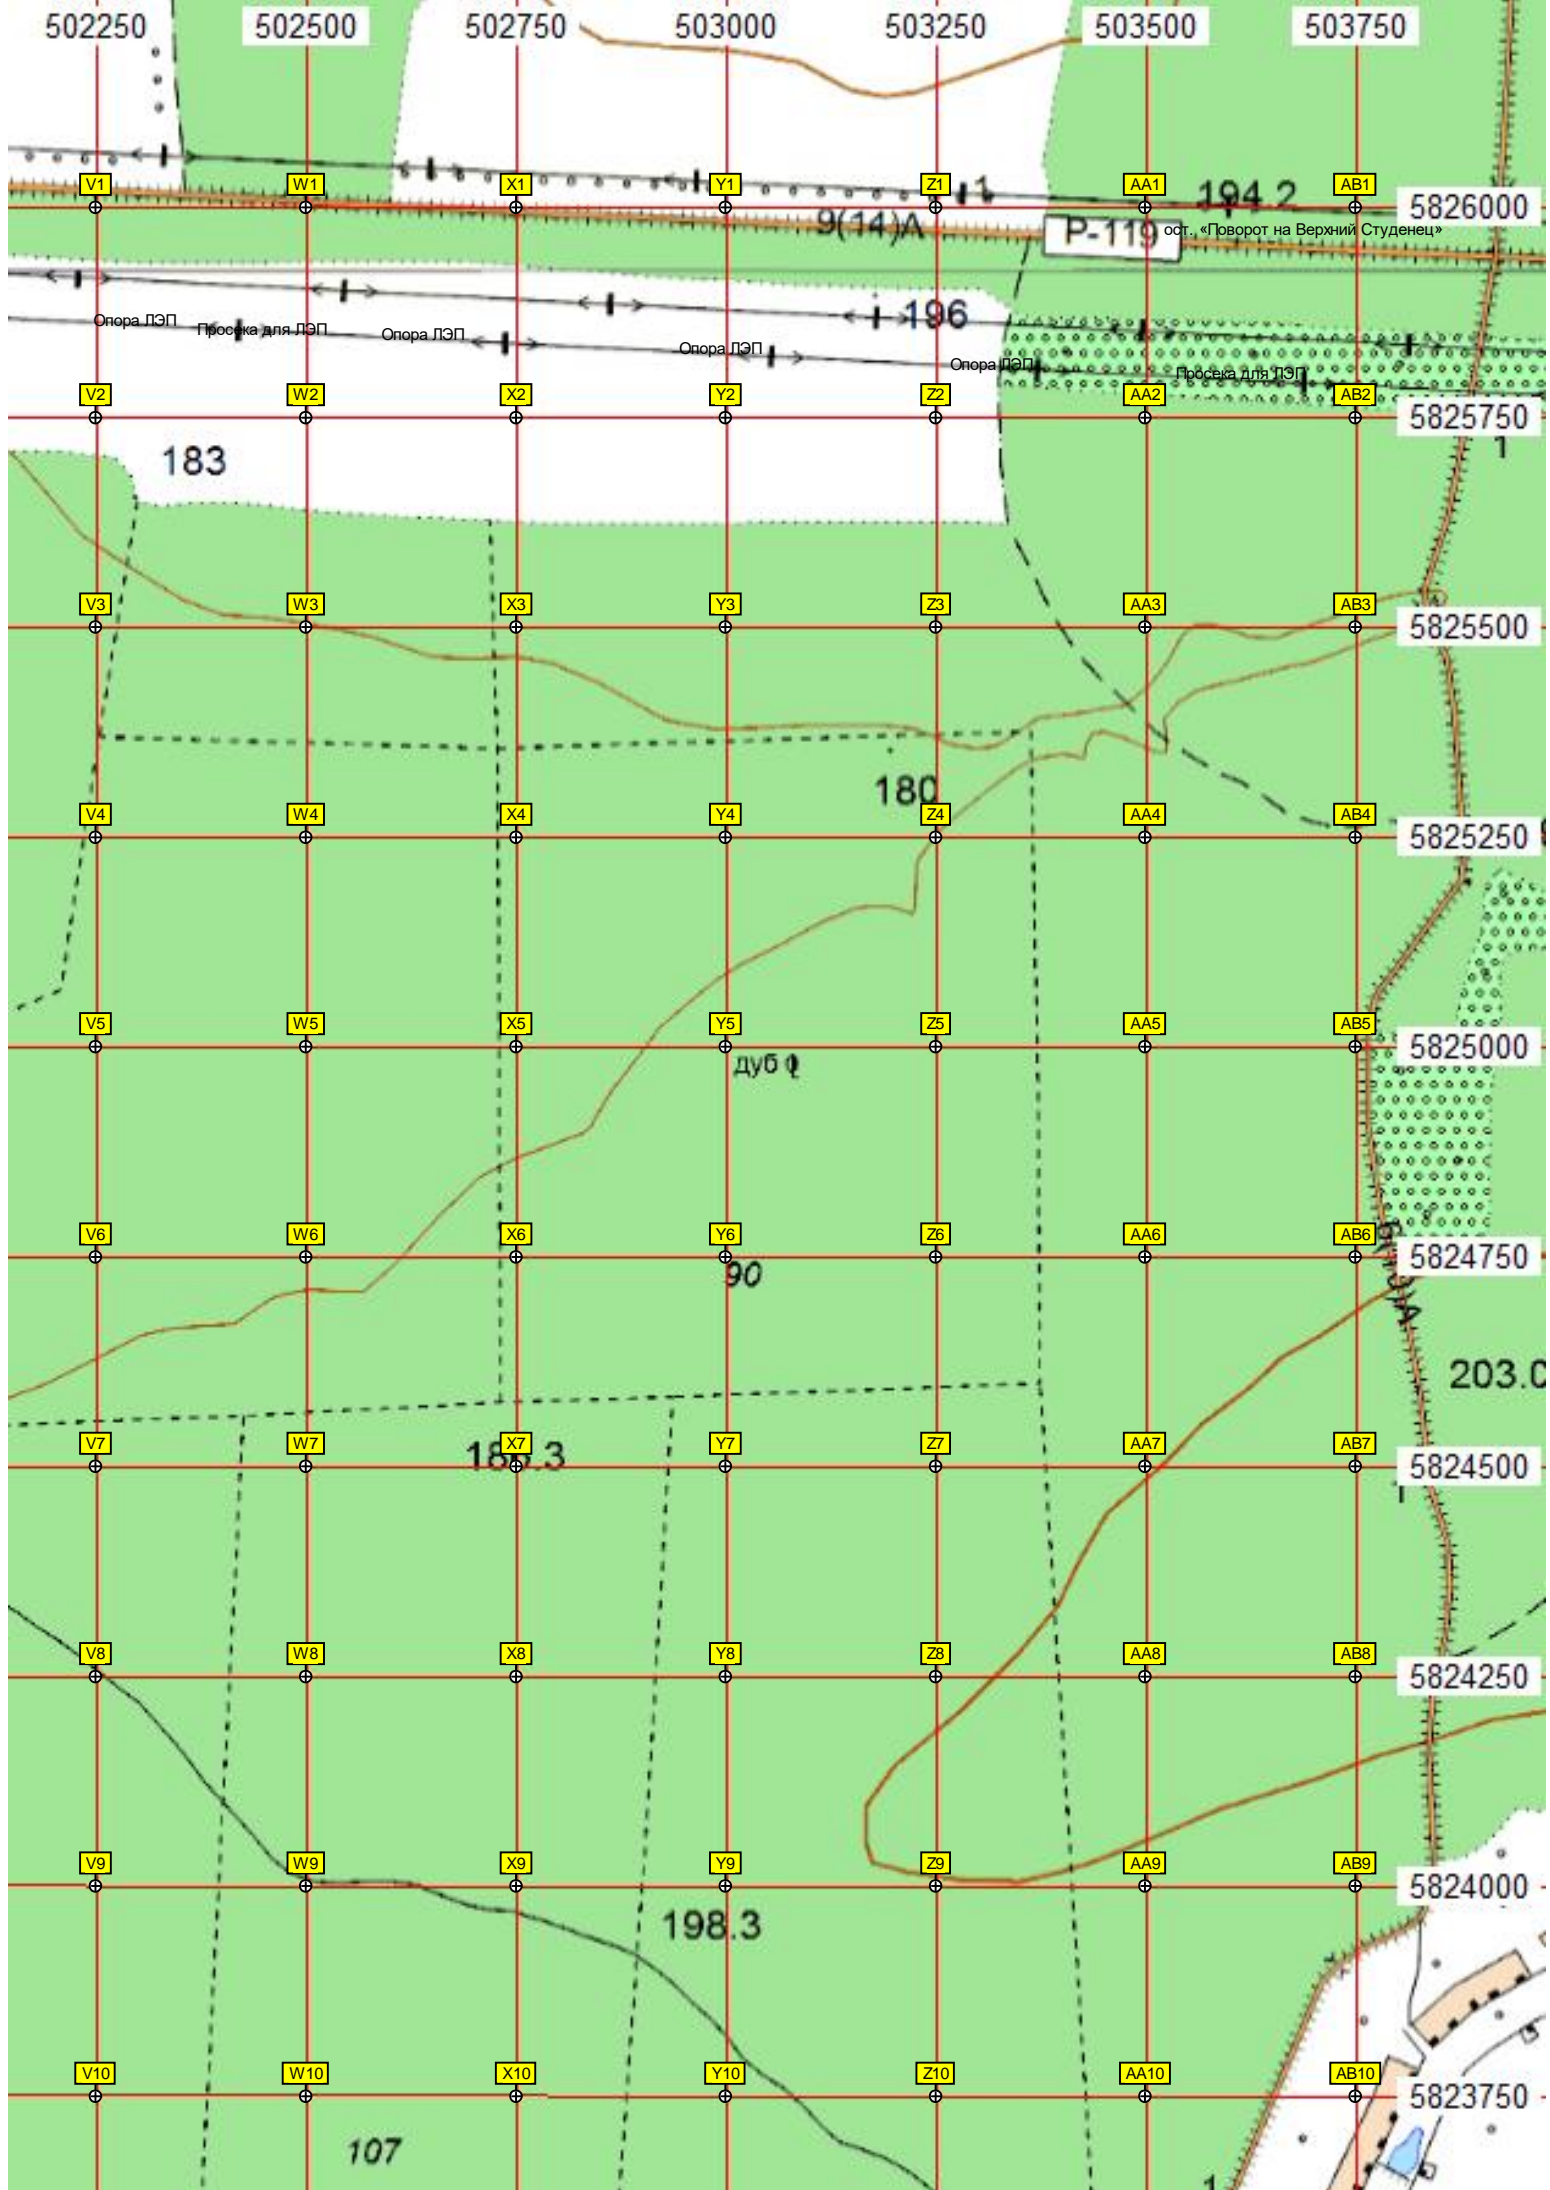 502250 502500 502750 503000 503250 503500 503750
V1 W1 X1 Y1 Z1 1 AA1 194.2 AB1
5826000
9(14)А Р-119 ост. «Поворот на Верхний Студенец»
196
Опора ЛЭП Просека для ЛЭП Опора ЛЭП Опора ЛЭП Опора ЛЭП Просека для ЛЭП
V2 W2 X2 Y2 Z2 AA2 AB2
5825750
183 1
V3 W3 X3 Y3 Z3 AA3 AB3
5825500
180
V4 W4 X4 Y4 Z4 AA4 AB4
5825250
V5 W5 X5 Y5 Z5 AA5 AB5
5825000
дуб
V6 W6 X6 Y6 Z6 AA6 AB6
5824750
90
203.0
V7 W7 X7 Y7 Z7 AA7 AB7
5824500
V8 W8 X8 Y8 Z8 AA8 AB8
5824250
V9 W9 X9 Y9 Z9 AA9 AB9
5824000
198.3
V10 W10 X10 Y10 Z10 AA10 AB10
5823750
107
1